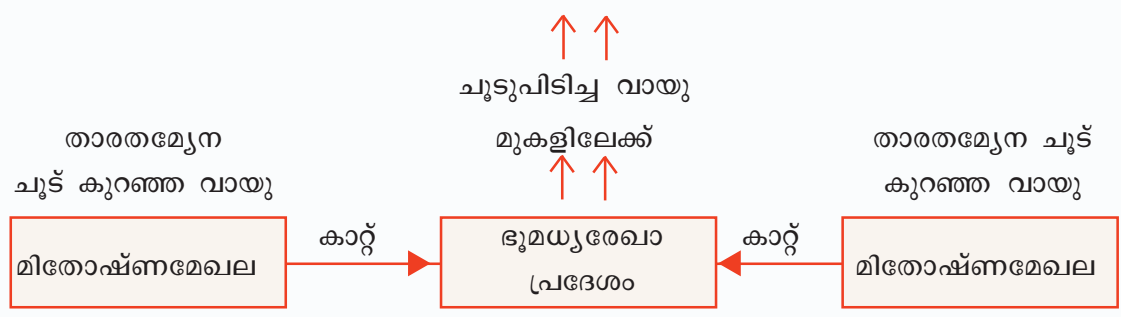 ചൂടുപിടിച്ച വായു
മുകളിലേക്ക്
താരതമ്യേന
ചൂട് കുറഞ്ഞ വായു
താരതമ്യേന ചൂട്
കുറഞ്ഞ വായു
മിതോഷ്ണമേഖല
കാറ്റ്
ഭൂമധ്യരേഖാ
പ്രദേശം
കാറ്റ്
മിതോഷ്ണമേഖല